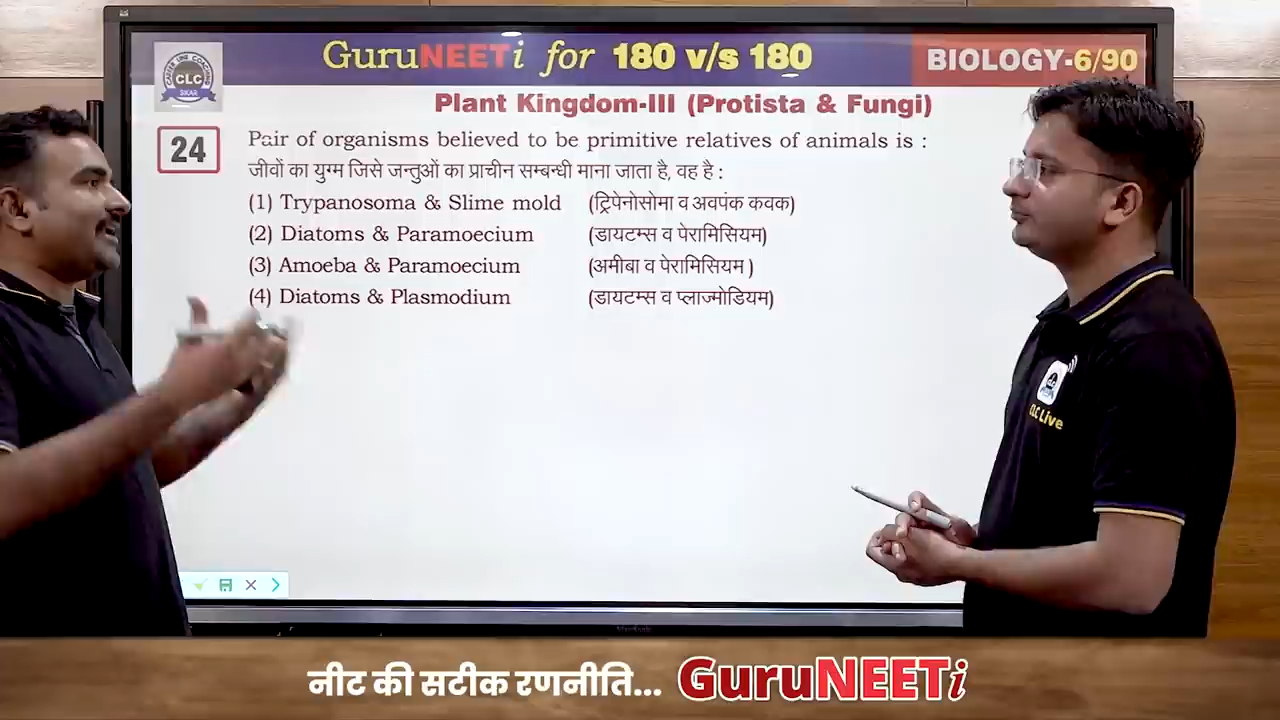 GuruNEETi for 180 v/s 180
BIOLOGY-6/90
CLC
SIKAR
Plant Kingdom-III (Protista & Fungi)
24
Pair of organisms believed to be primitive relatives of animals is :
जीवों का युग्म जिसे जन्तुओं का प्राचीन सम्बन्धी माना जाता है, वह है :
(1) Trypanosoma & Slime mold (ट्रिपेनोसोमा व अवपंक कवक)
(2) Diatoms & Paramoecium (डायटम्स व पेरामिसियम)
(3) Amoeba & Paramoecium (अमीबा व पेरामिसियम )
(4) Diatoms & Plasmodium (डायटम्स व प्लाज्मोडियम)
CLC Live
नीट की सटीक रणनीति... GuruNEETi